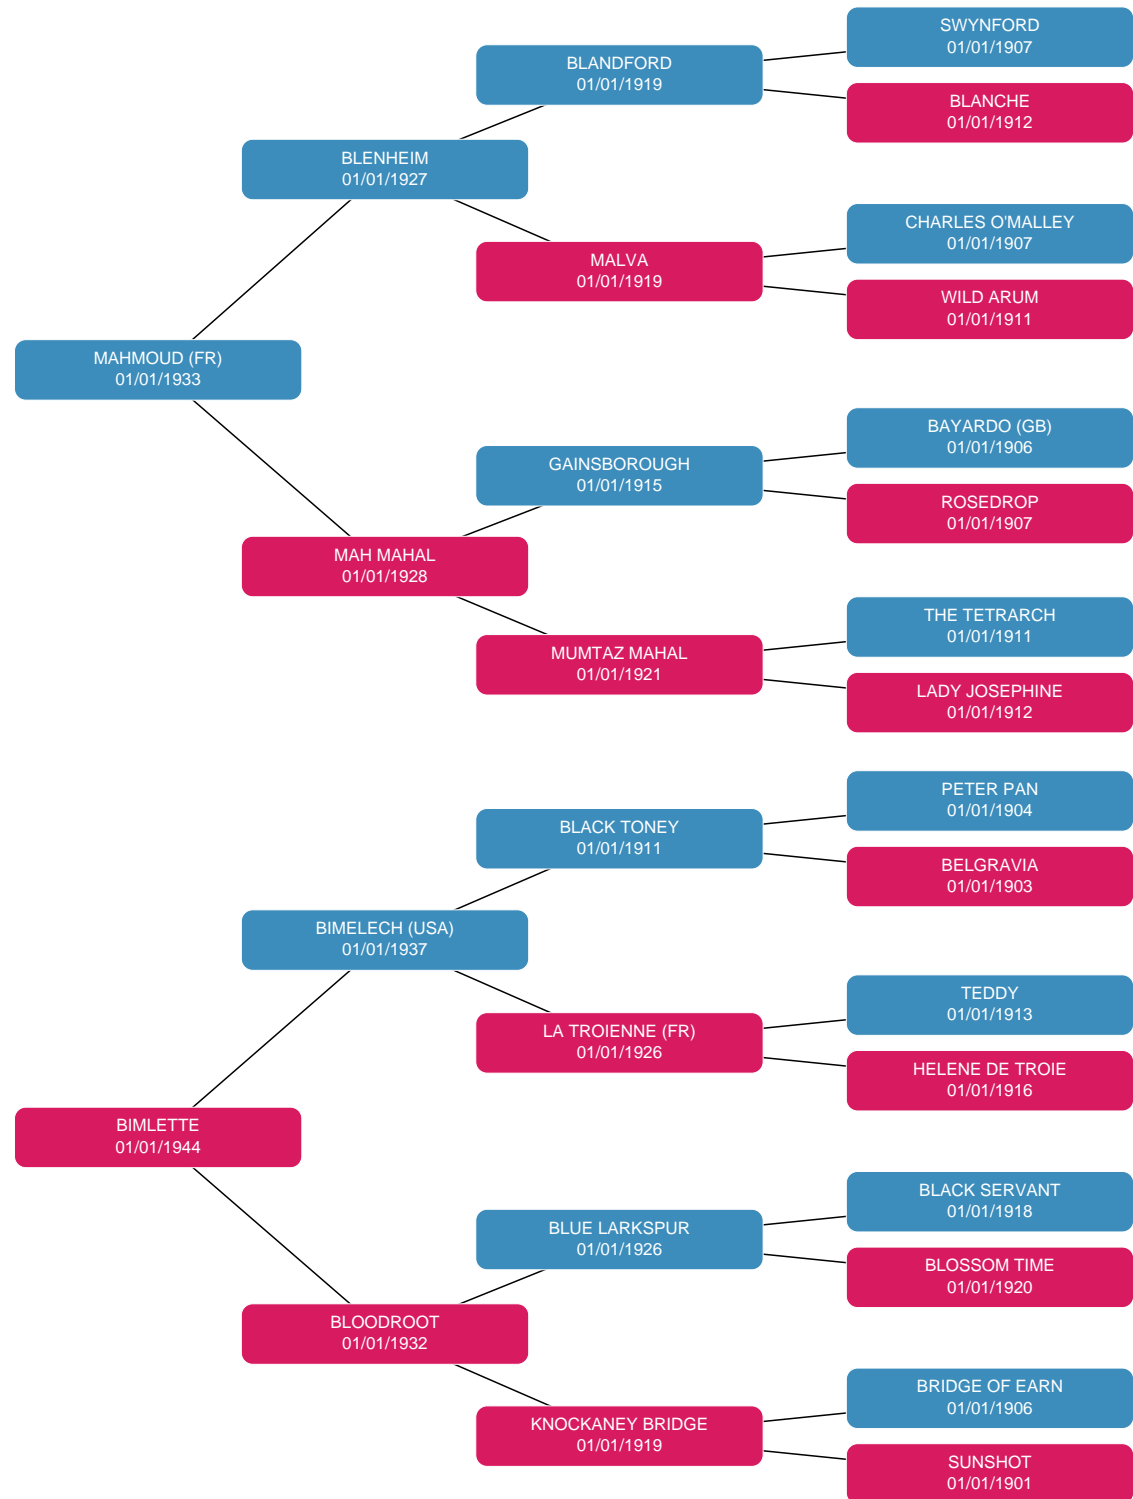 SWYNFORD
01/01/1907
BLANDFORD
01/01/1919
BLANCHE
01/01/1912
BLENHEIM
01/01/1927
CHARLES O'MALLEY
01/01/1907
MALVA
01/01/1919
WILD ARUM
01/01/1911
MAHMOUD (FR)
01/01/1933
BAYARDO (GB)
01/01/1906
GAINSBOROUGH
01/01/1915
ROSEDROP
01/01/1907
MAH MAHAL
01/01/1928
THE TETRARCH
01/01/1911
MUMTAZ MAHAL
01/01/1921
LADY JOSEPHINE
01/01/1912
PETER PAN
01/01/1904
BLACK TONEY
01/01/1911
BELGRAVIA
01/01/1903
BIMELECH (USA)
01/01/1937
TEDDY
01/01/1913
LA TROIENNE (FR)
01/01/1926
HELENE DE TROIE
01/01/1916
BIMLETTE
01/01/1944
BLACK SERVANT
01/01/1918
BLUE LARKSPUR
01/01/1926
BLOSSOM TIME
01/01/1920
BLOODROOT
01/01/1932
BRIDGE OF EARN
01/01/1906
KNOCKANEY BRIDGE
01/01/1919
SUNSHOT
01/01/1901